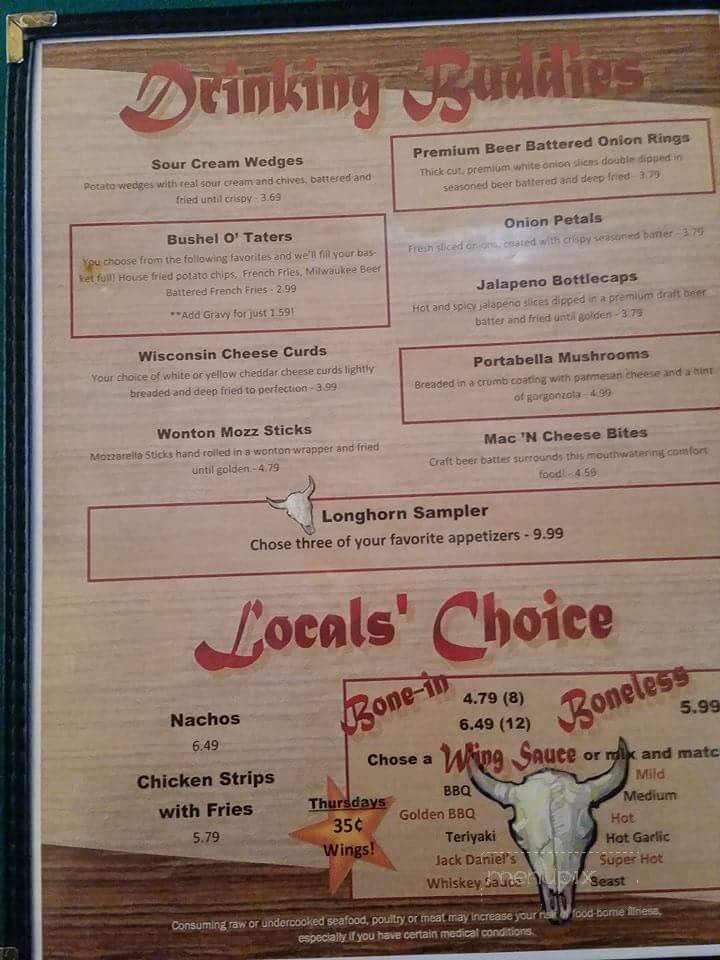 Drinking Buddies
Sour Cream Wedges
Potato wedges with real sour cream and chives, battered and
fried until crispy - 3.69
Bushel O' Taters
You choose from the following favorites and we'll fill your bas-
ket full! House fried potato chips, French Fries, Milwaukee Beer
Battered French Fries - 2.99
**Add Gravy for just 1.59!
Wisconsin Cheese Curds
Your choice of white or yellow cheddar cheese curds lightly
breaded and deep fried to perfection - 3.99
Wonton Mozz Sticks
Mozzarella Sticks hand rolled in a wonton wrapper and fried
until golden - 4.79
Premium Beer Battered Onion Rings
Thick cut, premium white onion slices double dipped in
seasoned beer battered and deep fried - 3.79
Onion Petals
Fresh sliced onions, coated with crispy seasoned batter - 3.79
Jalapeno Bottlecaps
Hot and spicy jalapeno slices dipped in a premium draft beer
batter and fried until golden - 3.79
Portabella Mushrooms
Breaded in a crumb coating with parmesan cheese and a hint
of gorgonzola - 4.99
Mac 'N Cheese Bites
Craft beer batter surrounds this mouthwatering comfort
food! - 4.59
Longhorn Sampler
Chose three of your favorite appetizers - 9.99
Locals' Choice
Nachos
6.49
Chicken Strips
with Fries
5.79
Thursdays
35¢
Wings!
Bone-in
4.79 (8)
6.49 (12)
Boneless
5.99
Chose a Wing Sauce or mix and matc
BBQ
Golden BBQ
Teriyaki
Jack Daniel's
Whiskey Sauce
Mild
Medium
Hot
Hot Garlic
Super Hot
Beast
menupix
Consuming raw or undercooked seafood, poultry or meat may increase your risk of food-borne illness,
especially if you have certain medical conditions.